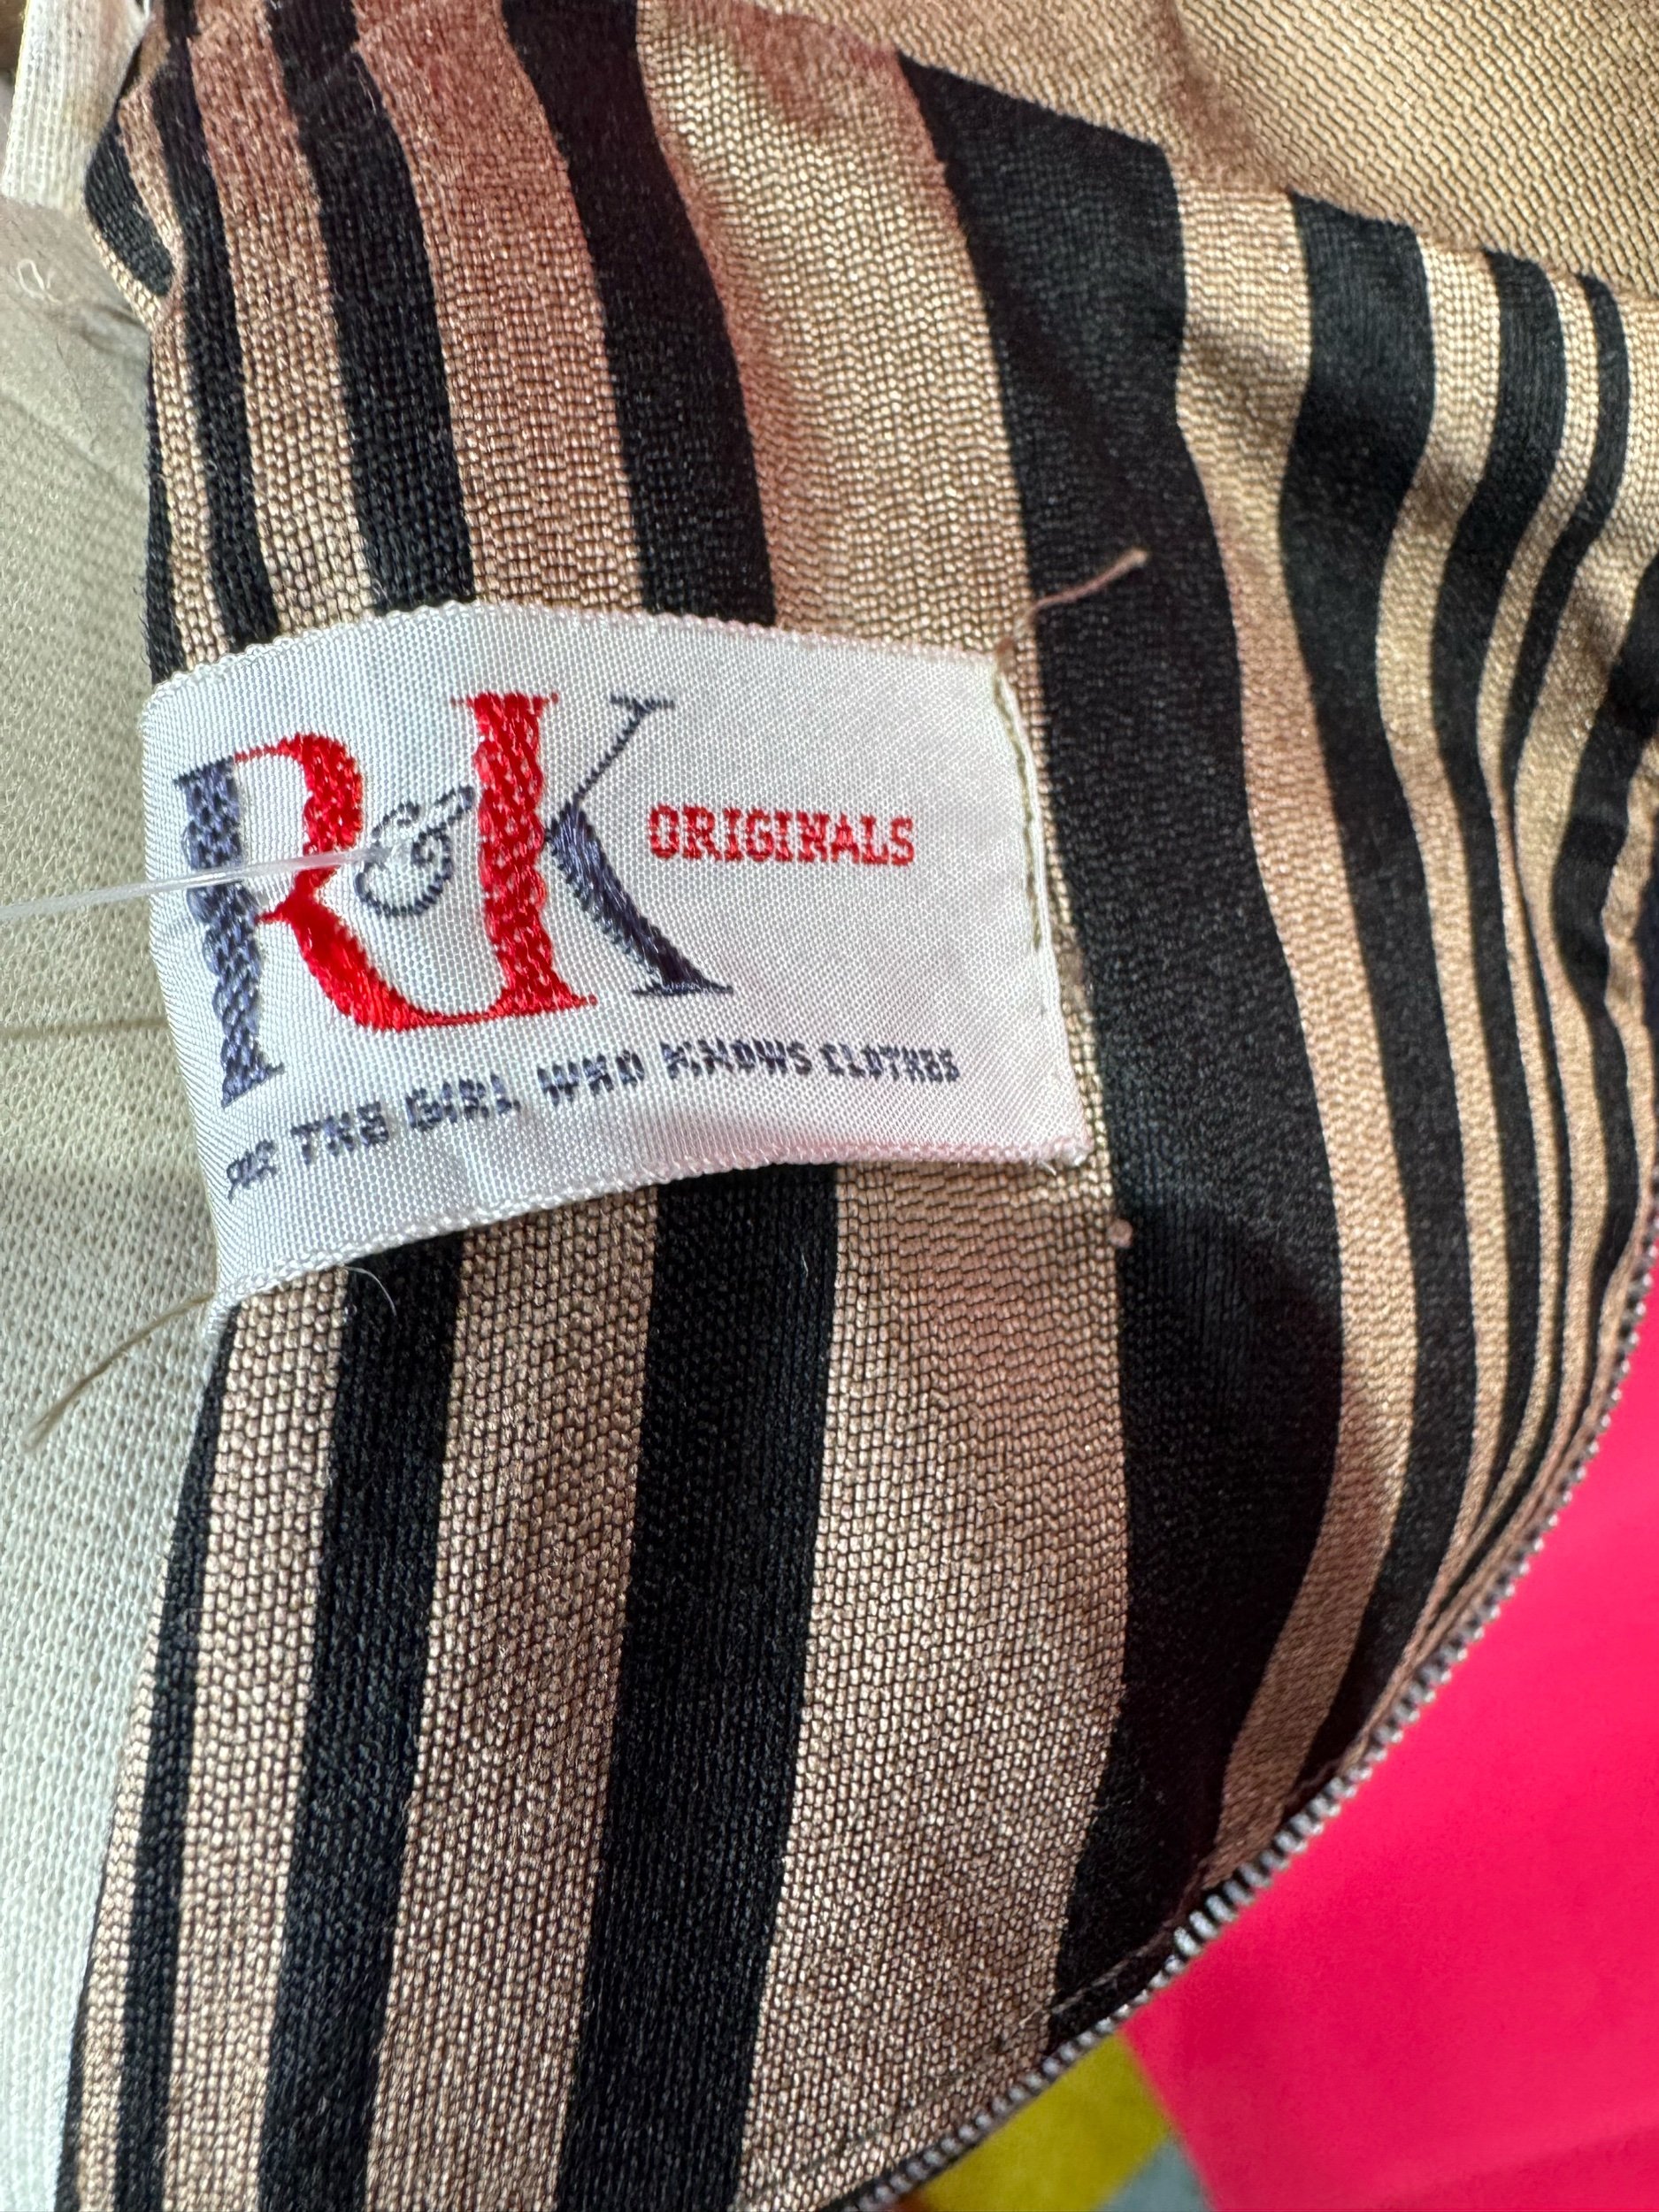 R&K ORIGINALS
FOR THE GIRL WHO KNOWS CLOTHES